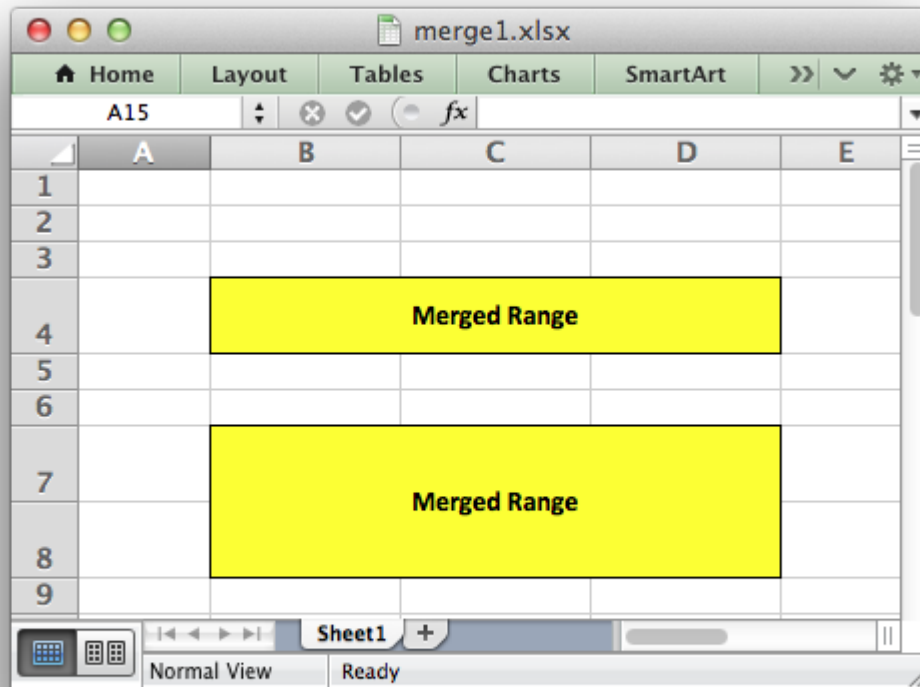 merge1.xlsx
Home Layout Tables Charts SmartArt
A15 fx
A B C D E
1
2
3
4 Merged Range
5
6
7
Merged Range
8
9
Sheet1 +
Normal View Ready